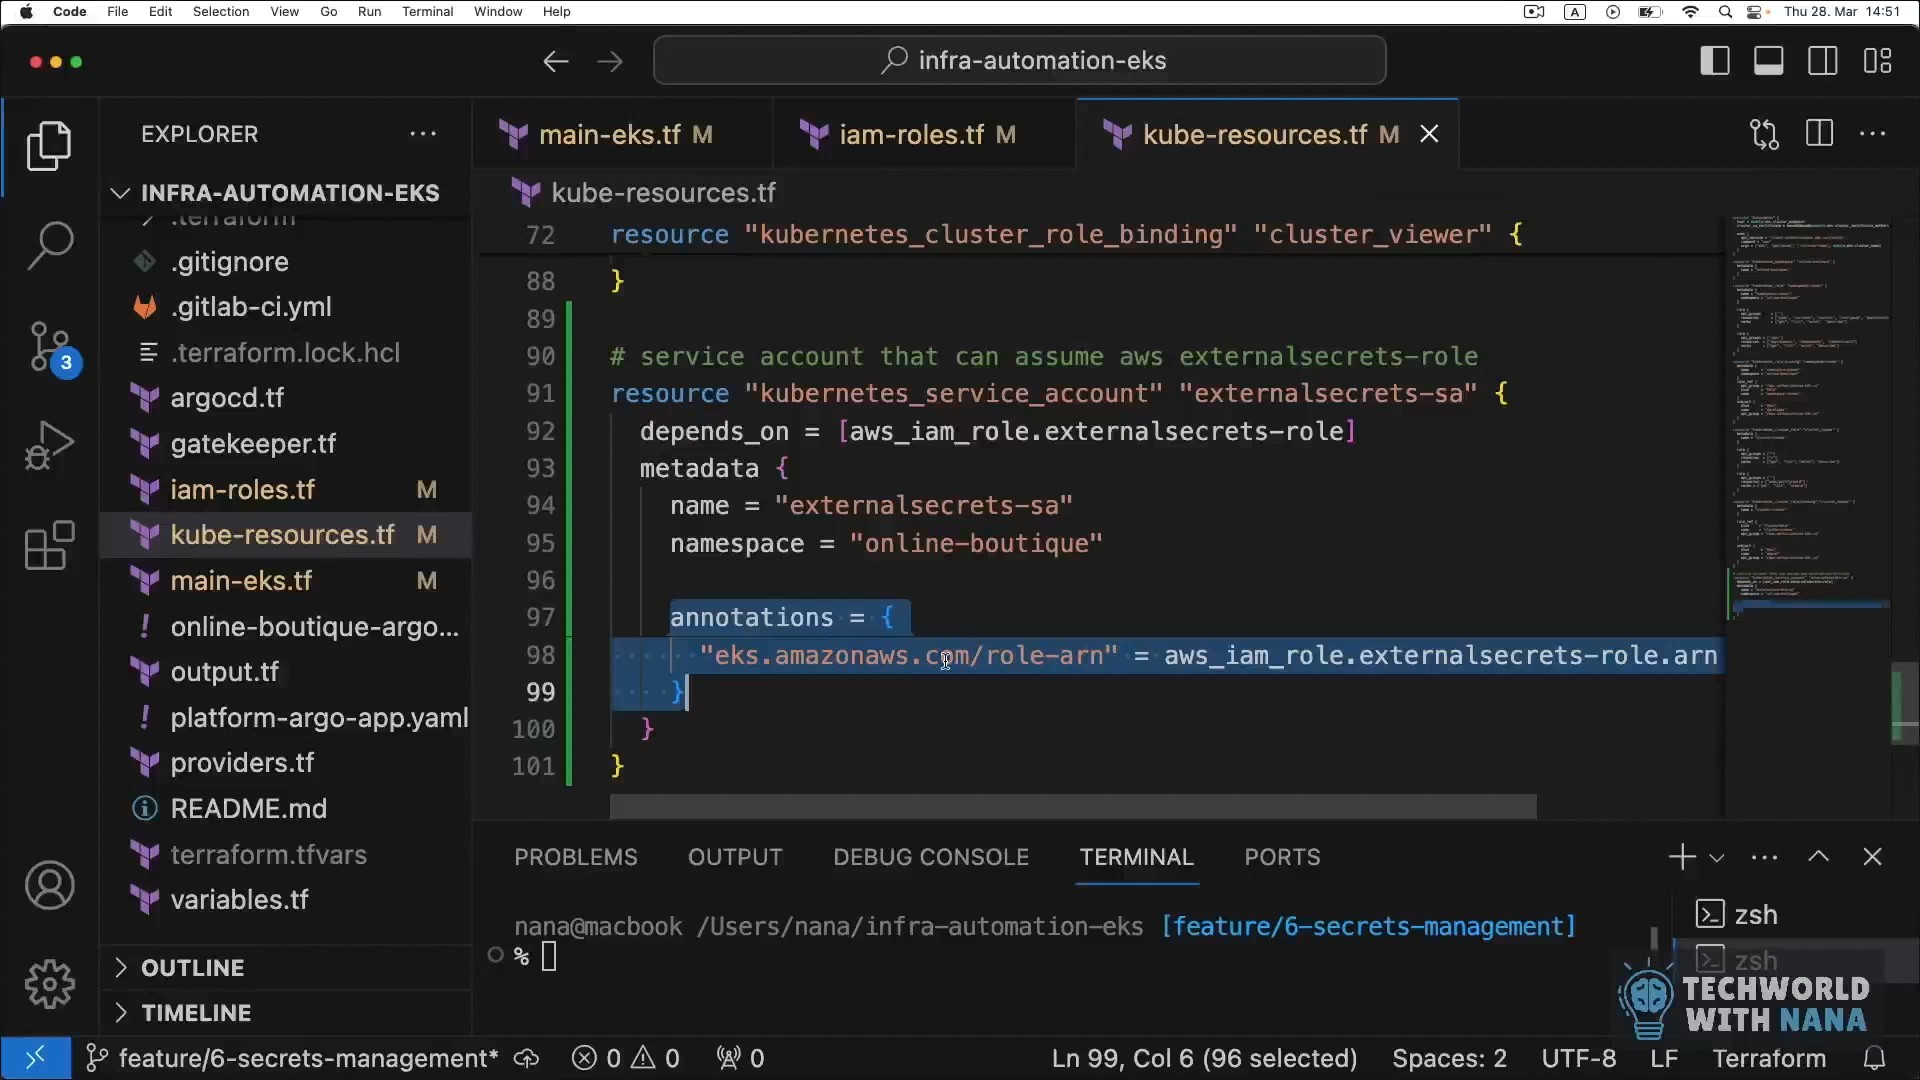 Code File Edit Selection View Go Run Terminal Window Help
A
Thu 28. Mar 14:51
infra-automation-eks
EXPLORER
main-eks.tf M
iam-roles.tf M
kube-resources.tf M
INFRA-AUTOMATION-EKS
.terraform
.gitignore
.gitlab-ci.yml
.terraform.lock.hcl
argocd.tf
gatekeeper.tf
iam-roles.tf M
kube-resources.tf M
main-eks.tf M
online-boutique-argo...
output.tf
platform-argo-app.yaml
providers.tf
README.md
terraform.tfvars
variables.tf
OUTLINE
TIMELINE
3
kube-resources.tf
72 resource "kubernetes_cluster_role_binding" "cluster_viewer" {
88 }
89
90 # service account that can assume aws externalsecrets-role
91 resource "kubernetes_service_account" "externalsecrets-sa" {
92 depends_on = [aws_iam_role.externalsecrets-role]
93 metadata {
94 name = "externalsecrets-sa"
95 namespace = "online-boutique"
96
97 annotations = {
98 "eks.amazonaws.com/role-arn" = aws_iam_role.externalsecrets-role.arn
99 }
100 }
101 }
PROBLEMS OUTPUT DEBUG CONSOLE TERMINAL PORTS
nana@macbook /Users/nana/infra-automation-eks [feature/6-secrets-management]
%
zsh
zsh
TECHWORLD
WITH NANA
feature/6-secrets-management* 0 0 0
Ln 99, Col 6 (96 selected) Spaces: 2 UTF-8 LF Terraform